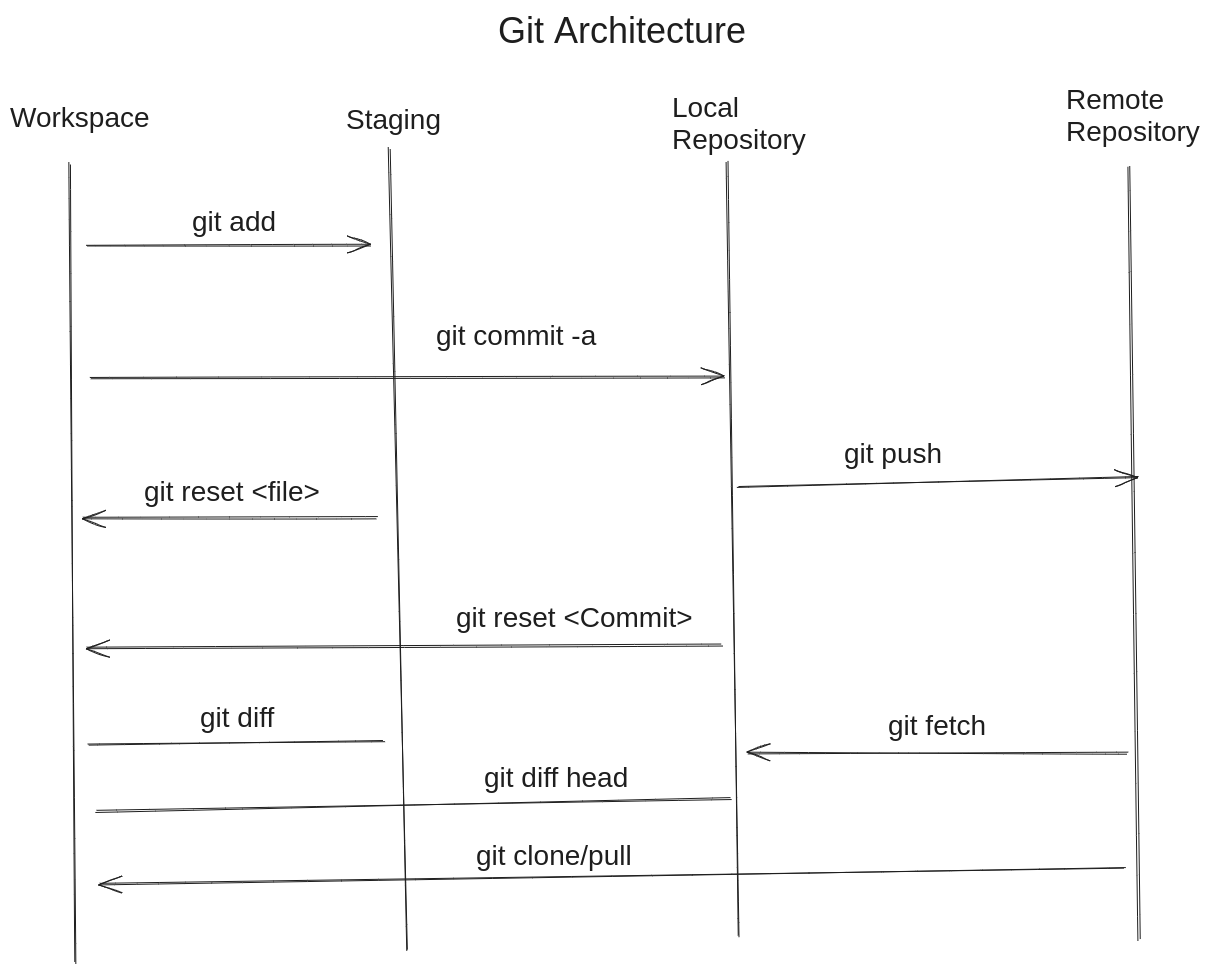 Git Architecture
Workspace
Staging
Local
Repository
Remote
Repository
git add
git commit -a
git push
git reset <file>
git reset <Commit>
git diff
git fetch
git diff head
git clone/pull